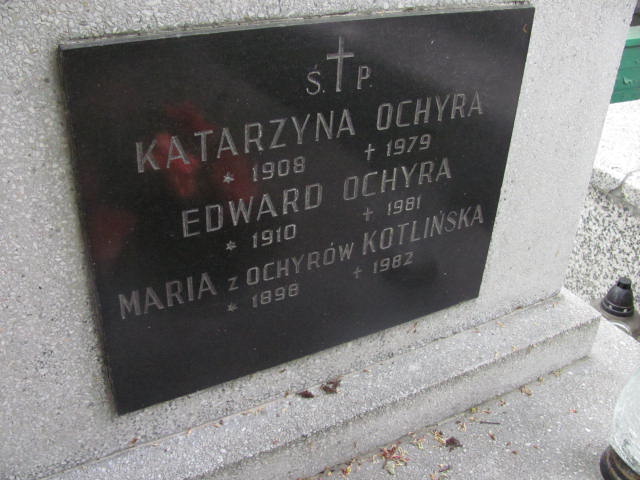 Ś. P.
KATARZYNA OCHYRA
* 1908 † 1979
EDWARD OCHYRA
* 1910 † 1981
MARIA z OCHYRÓW KOTLIŃSKA
* 1898 † 1982